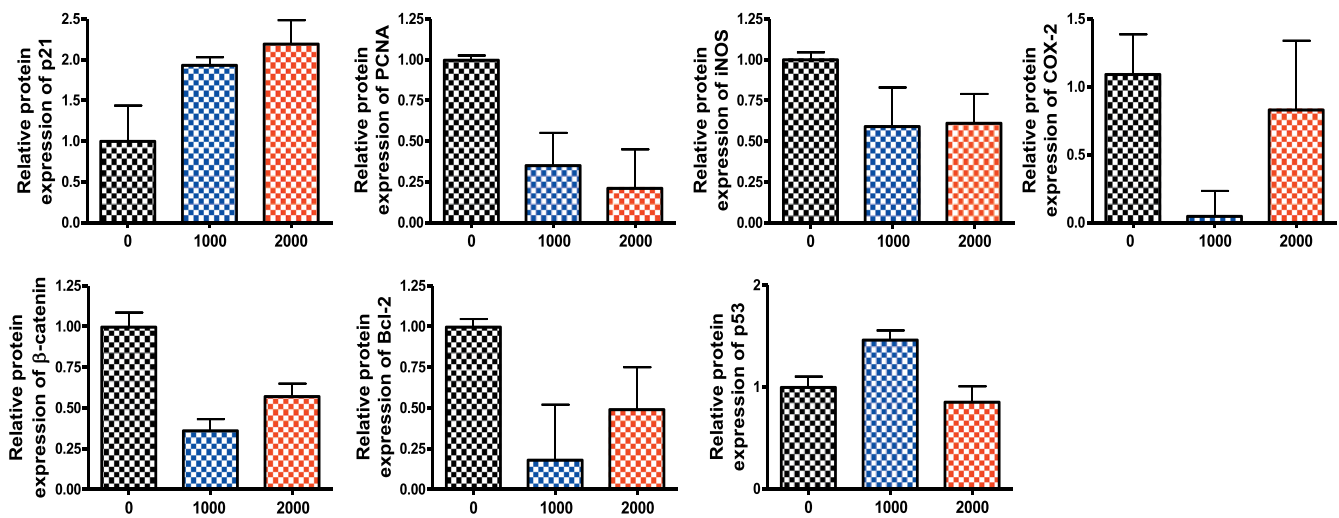 Relative protein
expression of p21
2.5
2.0
1.5
1.0
0.5
0.0
0 1000 2000
Relative protein
expression of PCNA
1.25
1.00
0.75
0.50
0.25
0.00
0 1000 2000
Relative protein
expression of iNOS
1.25
1.00
0.75
0.50
0.25
0.00
0 1000 2000
Relative protein
expression of COX-2
1.5
1.0
0.5
0.0
0 1000 2000
Relative protein
expression of β-catenin
1.25
1.00
0.75
0.50
0.25
0.00
0 1000 2000
Relative protein
expression of Bcl-2
1.25
1.00
0.75
0.50
0.25
0.00
0 1000 2000
Relative protein
expression of p53
2
1
0
0 1000 2000